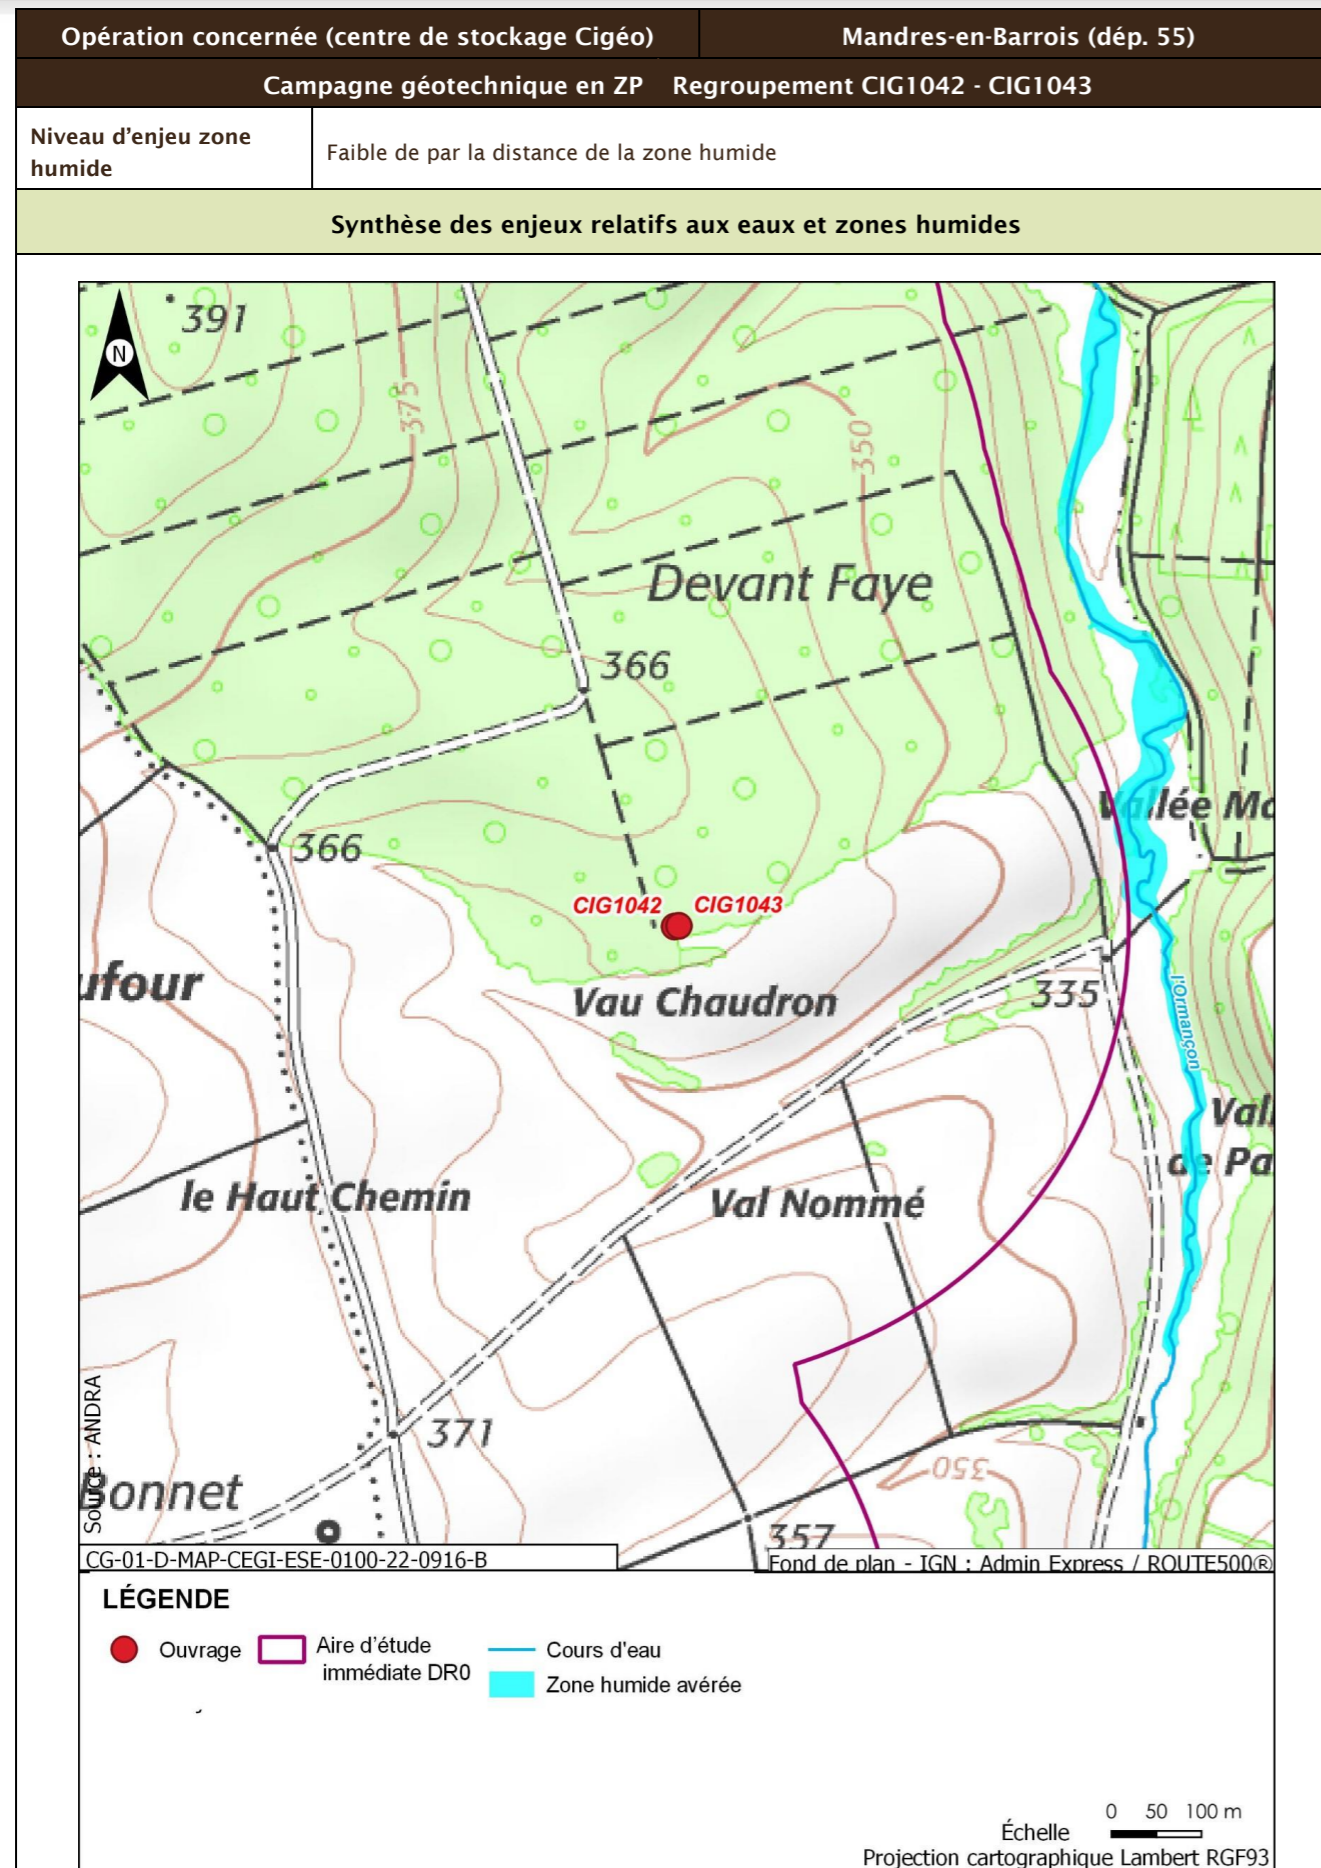 Opération concernée (centre de stockage Cigéo) Mandres-en-Barrois (dép. 55)
Campagne géotechnique en ZP Regroupement CIG1042 - CIG1043
Niveau d'enjeu zone
humide
Faible de par la distance de la zone humide
Synthèse des enjeux relatifs aux eaux et zones humides
391
N
375
350
Devant Faye
366
Vallée Mo
366
CIG1042 CIG1043
ufour
Vau Chaudron
335
l'Ormançon
Val
de Pa
le Haut Chemin
Val Nommé
371
350
Bonnet
357
Source : ANDRA
CG-01-D-MAP-CEGI-ESE-0100-22-0916-B
Fond de plan - IGN : Admin Express / ROUTE500®
LÉGENDE
Ouvrage
Aire d'étude
immédiate DR0
Cours d'eau
Zone humide avérée
0 50 100 m
Échelle
Projection cartographique Lambert RGF93